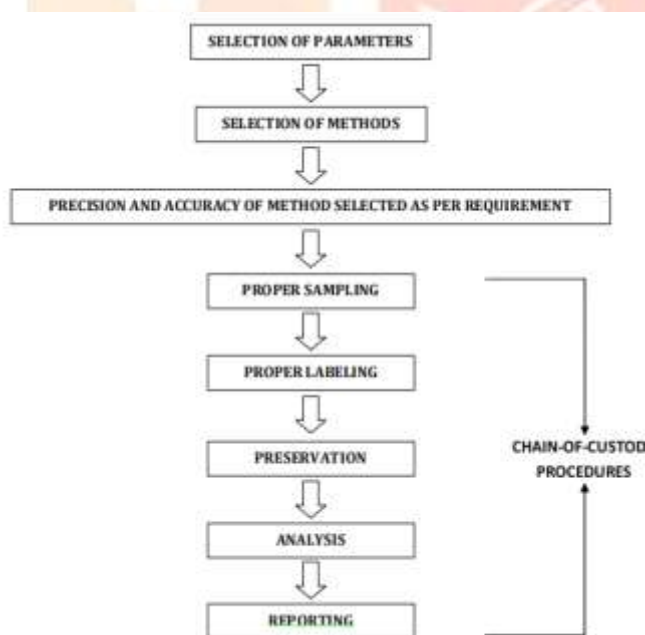 SELECTION OF PARAMETERS
SELECTION OF METHODS
PRECISION AND ACCURACY OF METHOD SELECTED AS PER REQUIREMENT
PROPER SAMPLING
PROPER LABELING
PRESERVATION
ANALYSIS
REPORTING
CHAIN-OF-CUSTOD
PROCEDURES